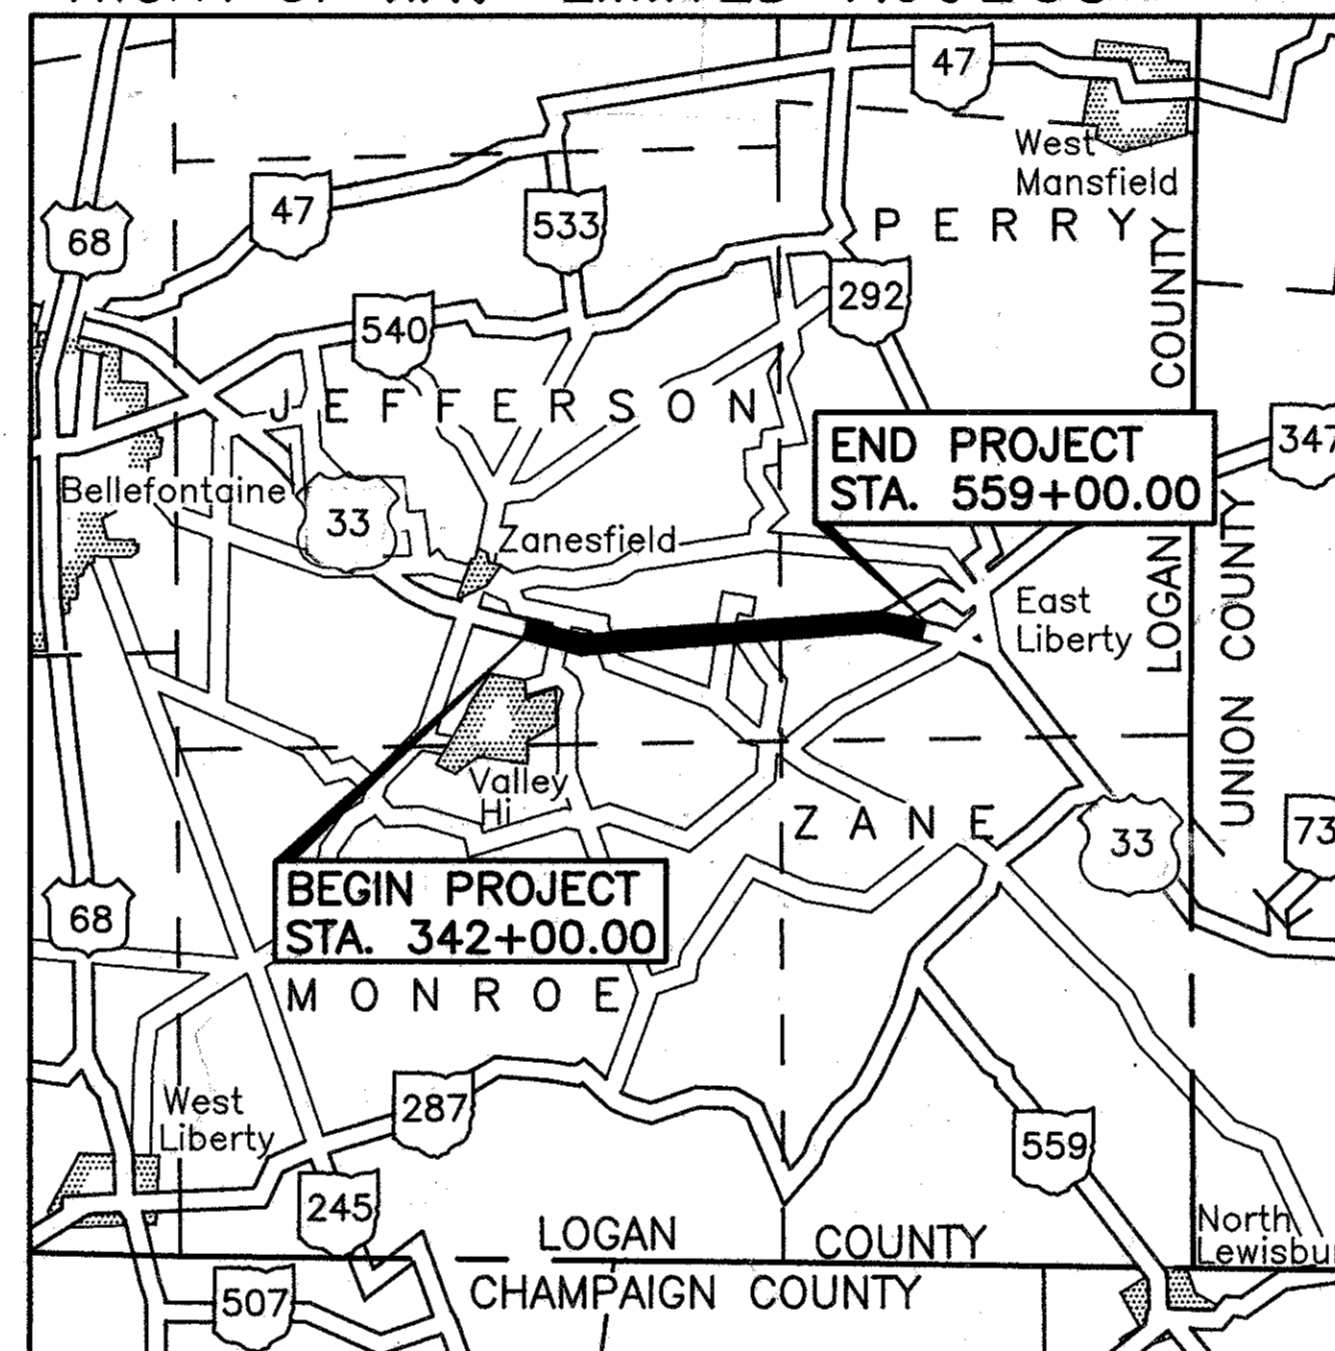 47
West
Mansfield
PERRY
47
533
68
292
540
COUNTY
JEFFERSON
END PROJECT
STA. 559+00.00
347
Bellefontaine
33
Zanesfield
East
Liberty
LOGAN
UNION COUNTY
Valley
Hi
ZANE
33
73
BEGIN PROJECT
STA. 342+00.00
68
MONROE
West
Liberty
287
559
245
North
Lewisbu
LOGAN COUNTY
CHAMPAIGN COUNTY
507